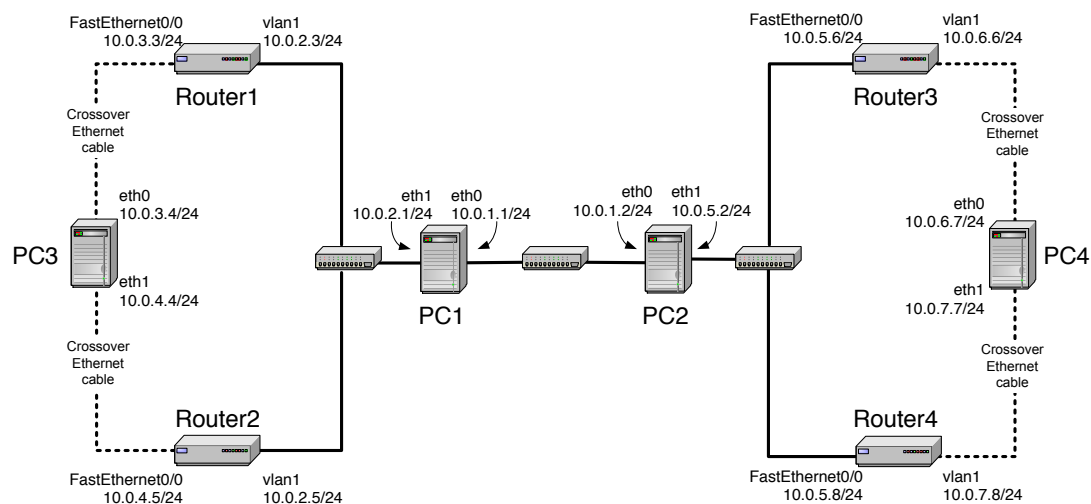 FastEthernet0/0
10.0.3.3/24
vlan1
10.0.2.3/24
Router1
Crossover
Ethernet
cable
eth0
10.0.3.4/24
PC3
eth1
10.0.4.4/24
Crossover
Ethernet
cable
Router2
FastEthernet0/0
10.0.4.5/24
vlan1
10.0.2.5/24
eth1
10.0.2.1/24
eth0
10.0.1.1/24
PC1
eth0
10.0.1.2/24
eth1
10.0.5.2/24
PC2
FastEthernet0/0
10.0.5.6/24
vlan1
10.0.6.6/24
Router3
Crossover
Ethernet
cable
eth0
10.0.6.7/24
PC4
eth1
10.0.7.7/24
Crossover
Ethernet
cable
Router4
FastEthernet0/0
10.0.5.8/24
vlan1
10.0.7.8/24